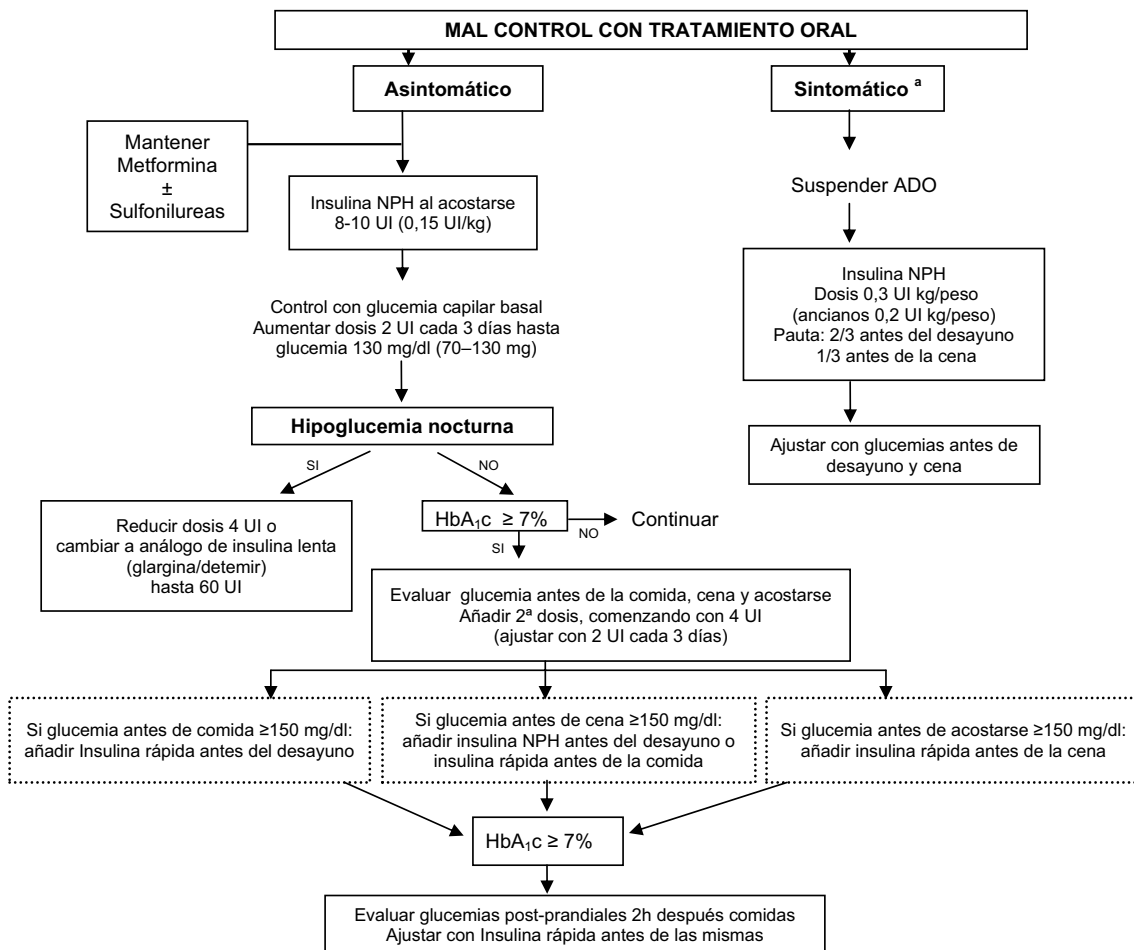 MAL CONTROL CON TRATAMIENTO ORAL
Asintomático
Sintomático a
Mantener
Metformina
±
Sulfonilureas
Insulina NPH al acostarse
8-10 UI (0,15 UI/kg)
Suspender ADO
Control con glucemia capilar basal
Aumentar dosis 2 UI cada 3 días hasta
glucemia 130 mg/dl (70–130 mg)
Insulina NPH
Dosis 0,3 UI kg/peso
(ancianos 0,2 UI kg/peso)
Pauta: 2/3 antes del desayuno
1/3 antes de la cena
Hipoglucemia nocturna
Ajustar con glucemias antes de
desayuno y cena
SI
NO
Reducir dosis 4 UI o
cambiar a análogo de insulina lenta
(glargina/detemir)
hasta 60 UI
HbA1c ≥ 7%
NO
Continuar
SI
Evaluar glucemia antes de la comida, cena y acostarse
Añadir 2ª dosis, comenzando con 4 UI
(ajustar con 2 UI cada 3 días)
Si glucemia antes de comida ≥150 mg/dl:
añadir Insulina rápida antes del desayuno
Si glucemia antes de cena ≥150 mg/dl:
añadir insulina NPH antes del desayuno o
insulina rápida antes de la comida
Si glucemia antes de acostarse ≥150 mg/dl:
añadir insulina rápida antes de la cena
HbA1c ≥ 7%
Evaluar glucemias post-prandiales 2h después comidas
Ajustar con Insulina rápida antes de las mismas